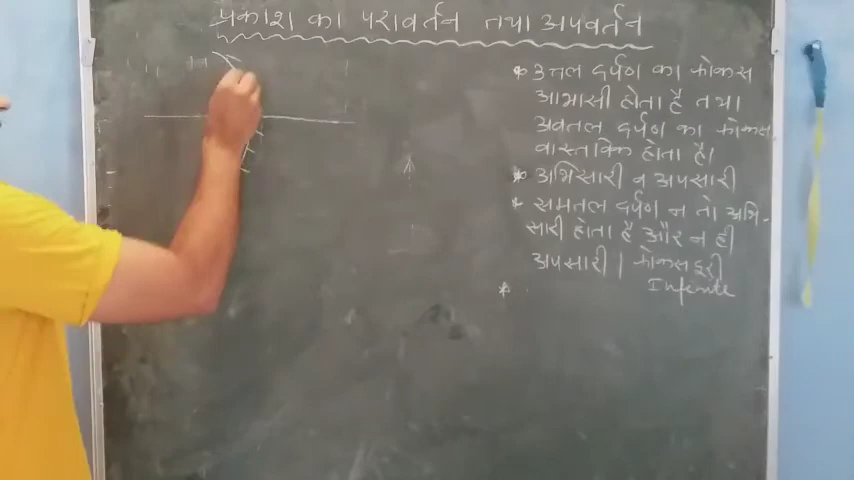 प्रकाश का परावर्तन तथा अपवर्तन
* उत्तल दर्पण का फोकस
आभासी होता है तथा
अवतल दर्पण का फोकस
वास्तविक होता है।
* अभिसारी व अपसारी
* समतल दर्पण न तो अभि-
सारी होता है और न ही
अपसारी | फोकस दूरी
Infenite
*